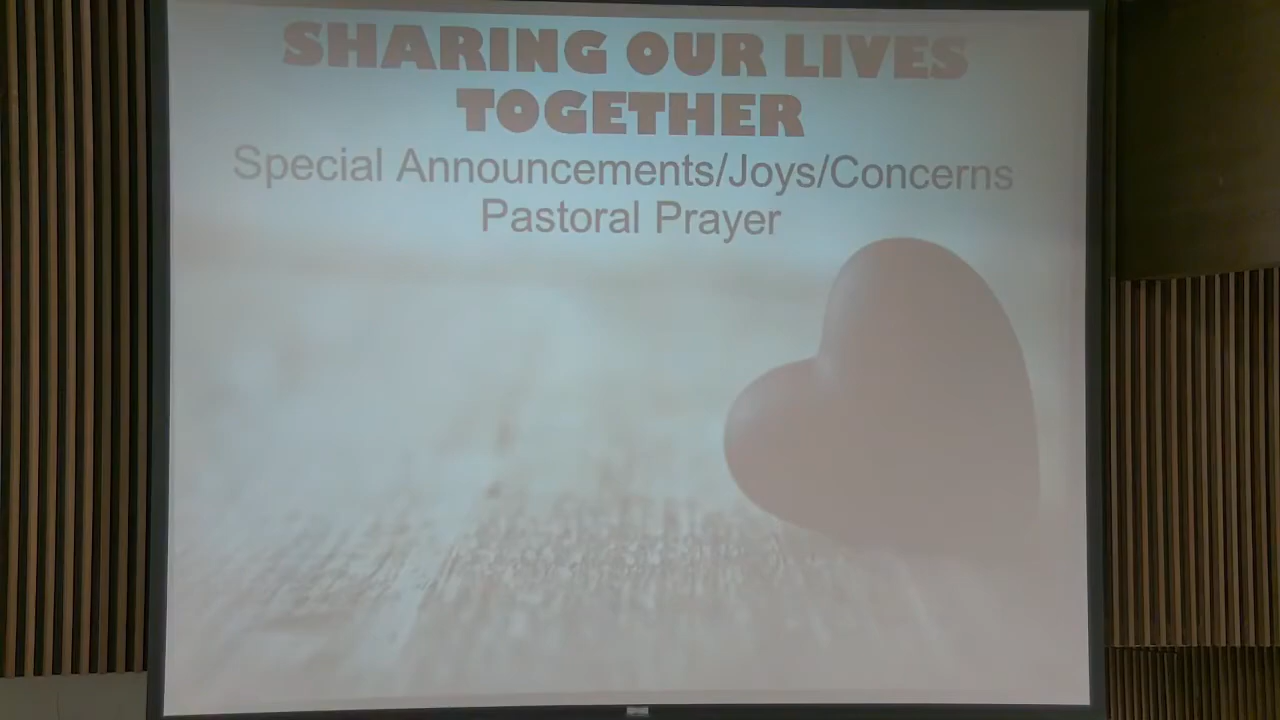 SHARING OUR LIVES
TOGETHER
Special Announcements/Joys/Concerns
Pastoral Prayer